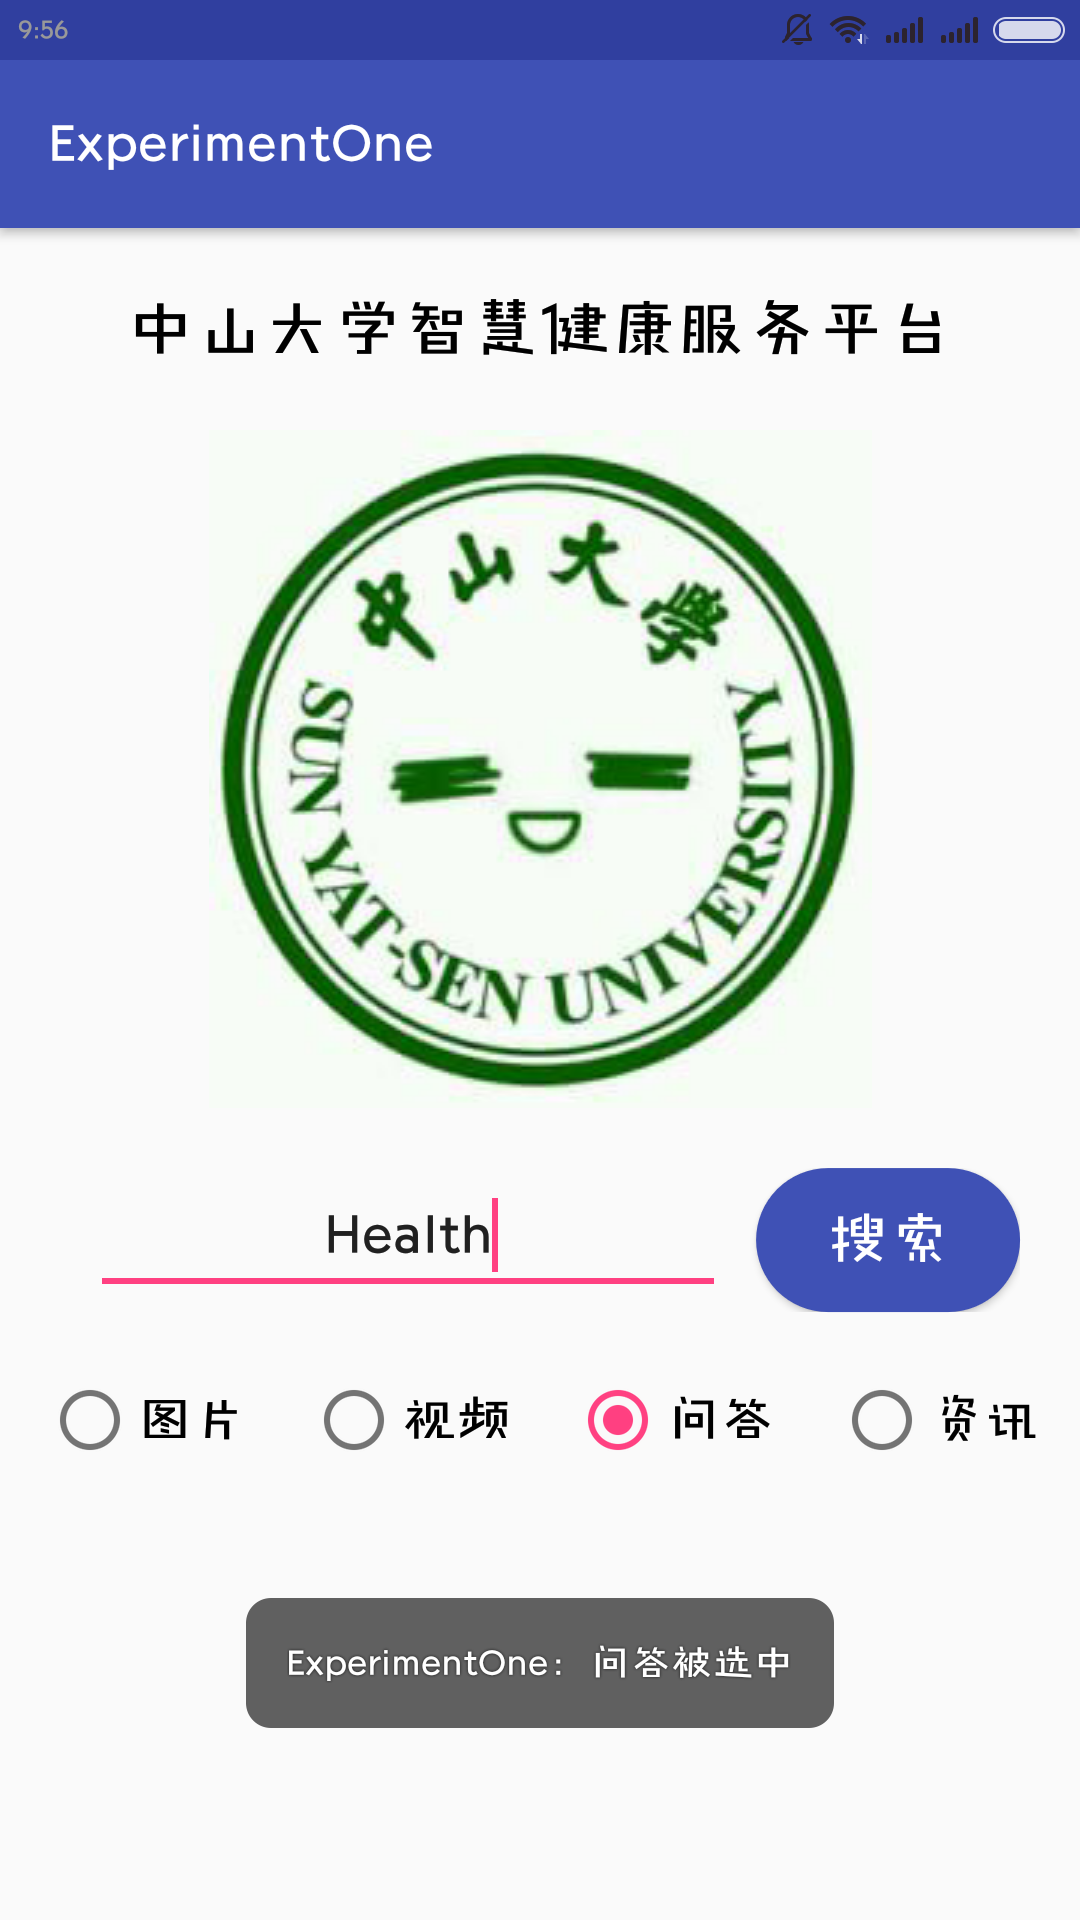 9:56
ExperimentOne
中山大学智慧健康服务平台
中山大學
SUN YAT-SEN UNIVERSITY
Health
搜索
图片 视频 问答 资讯
ExperimentOne： 问答被选中